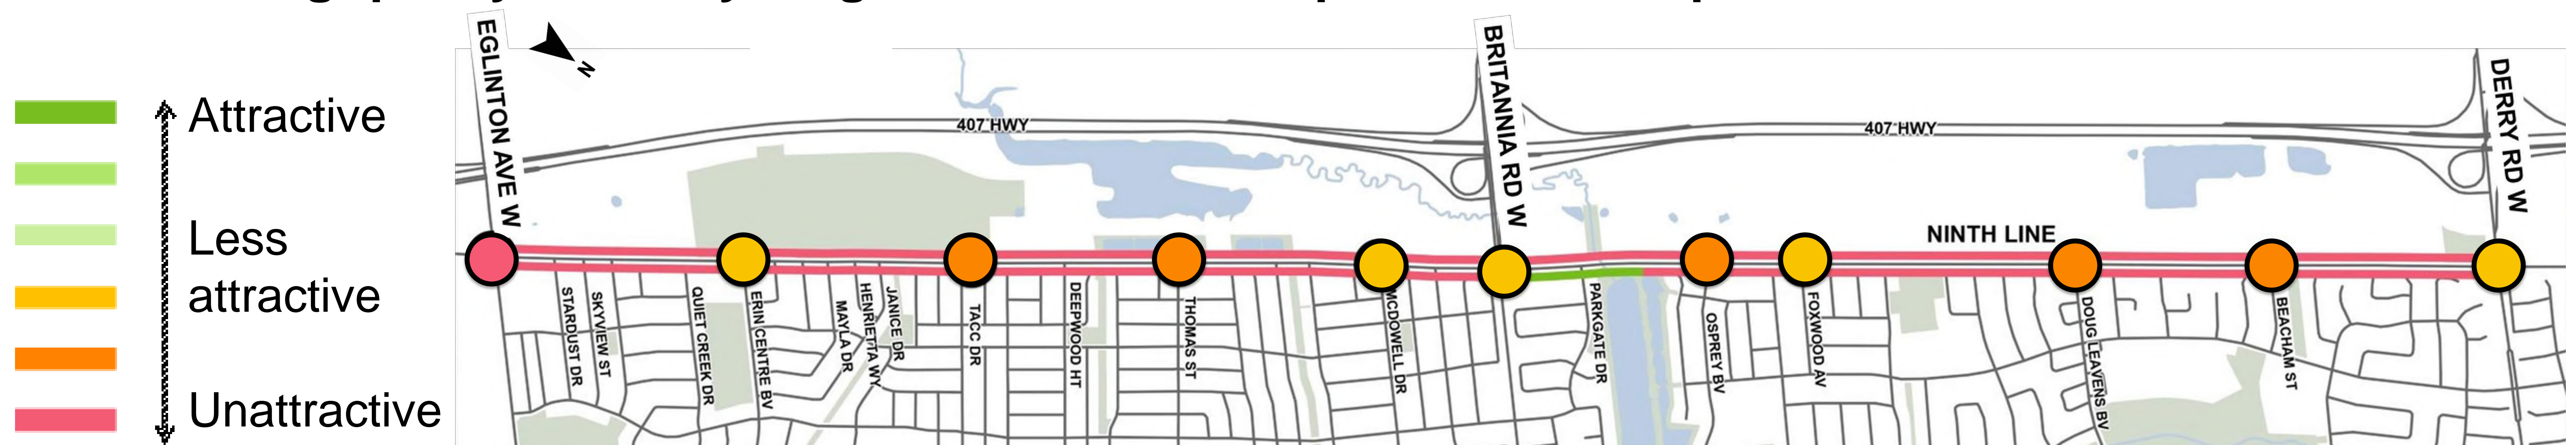 Attractive
Less
attractive
Unattractive
EGLINTON AVE W
N
407 HWY
BRITANNIA RD W
407 HWY
DERRY RD W
NINTH LINE
STARDUST DR
SKYVIEW ST
QUIET CREEK DR
ERIN CENTRE BV
MAYLA DR
HENRIETTA WY
JANICE DR
TACC DR
DEEPWOOD HT
THOMAS ST
MCDOWELL DR
PARKGATE DR
OSPREY BV
FOXWOOD AV
DOUG LEAVENS BV
BEACHAM ST